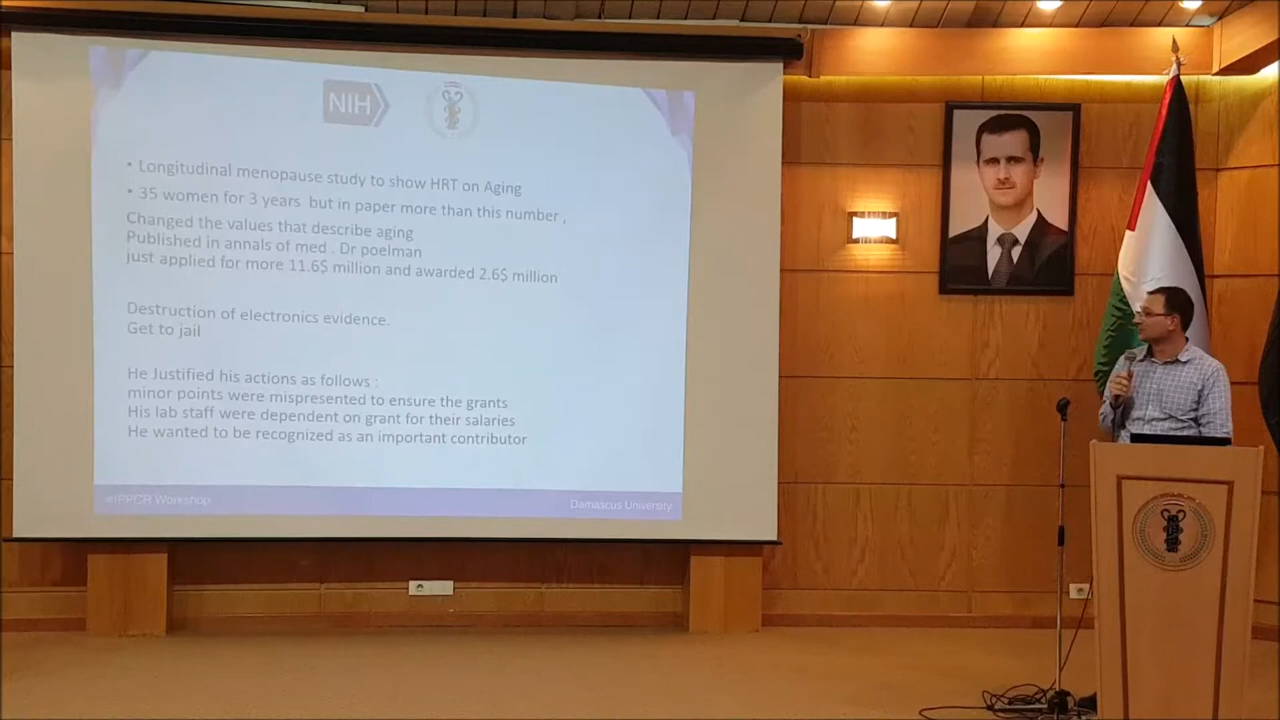 NIH
• Longitudinal menopause study to show HRT on Aging
• 35 women for 3 years but in paper more than this number ,
Changed the values that describe aging
Published in annals of med . Dr poelman
just applied for more 11.6$ million and awarded 2.6$ million
Destruction of electronics evidence.
Get to jail
He Justified his actions as follows :
minor points were mispresented to ensure the grants
His lab staff were dependent on grant for their salaries
He wanted to be recognized as an important contributor
#IPPCR Workshop
Damascus University